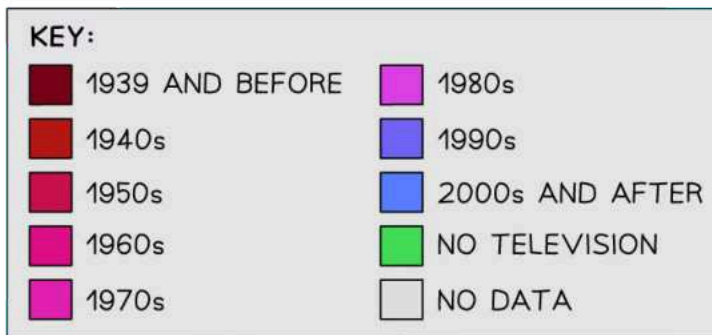 KEY:
1939 AND BEFORE
1940s
1950s
1960s
1970s
1980s
1990s
2000s AND AFTER
NO TELEVISION
NO DATA